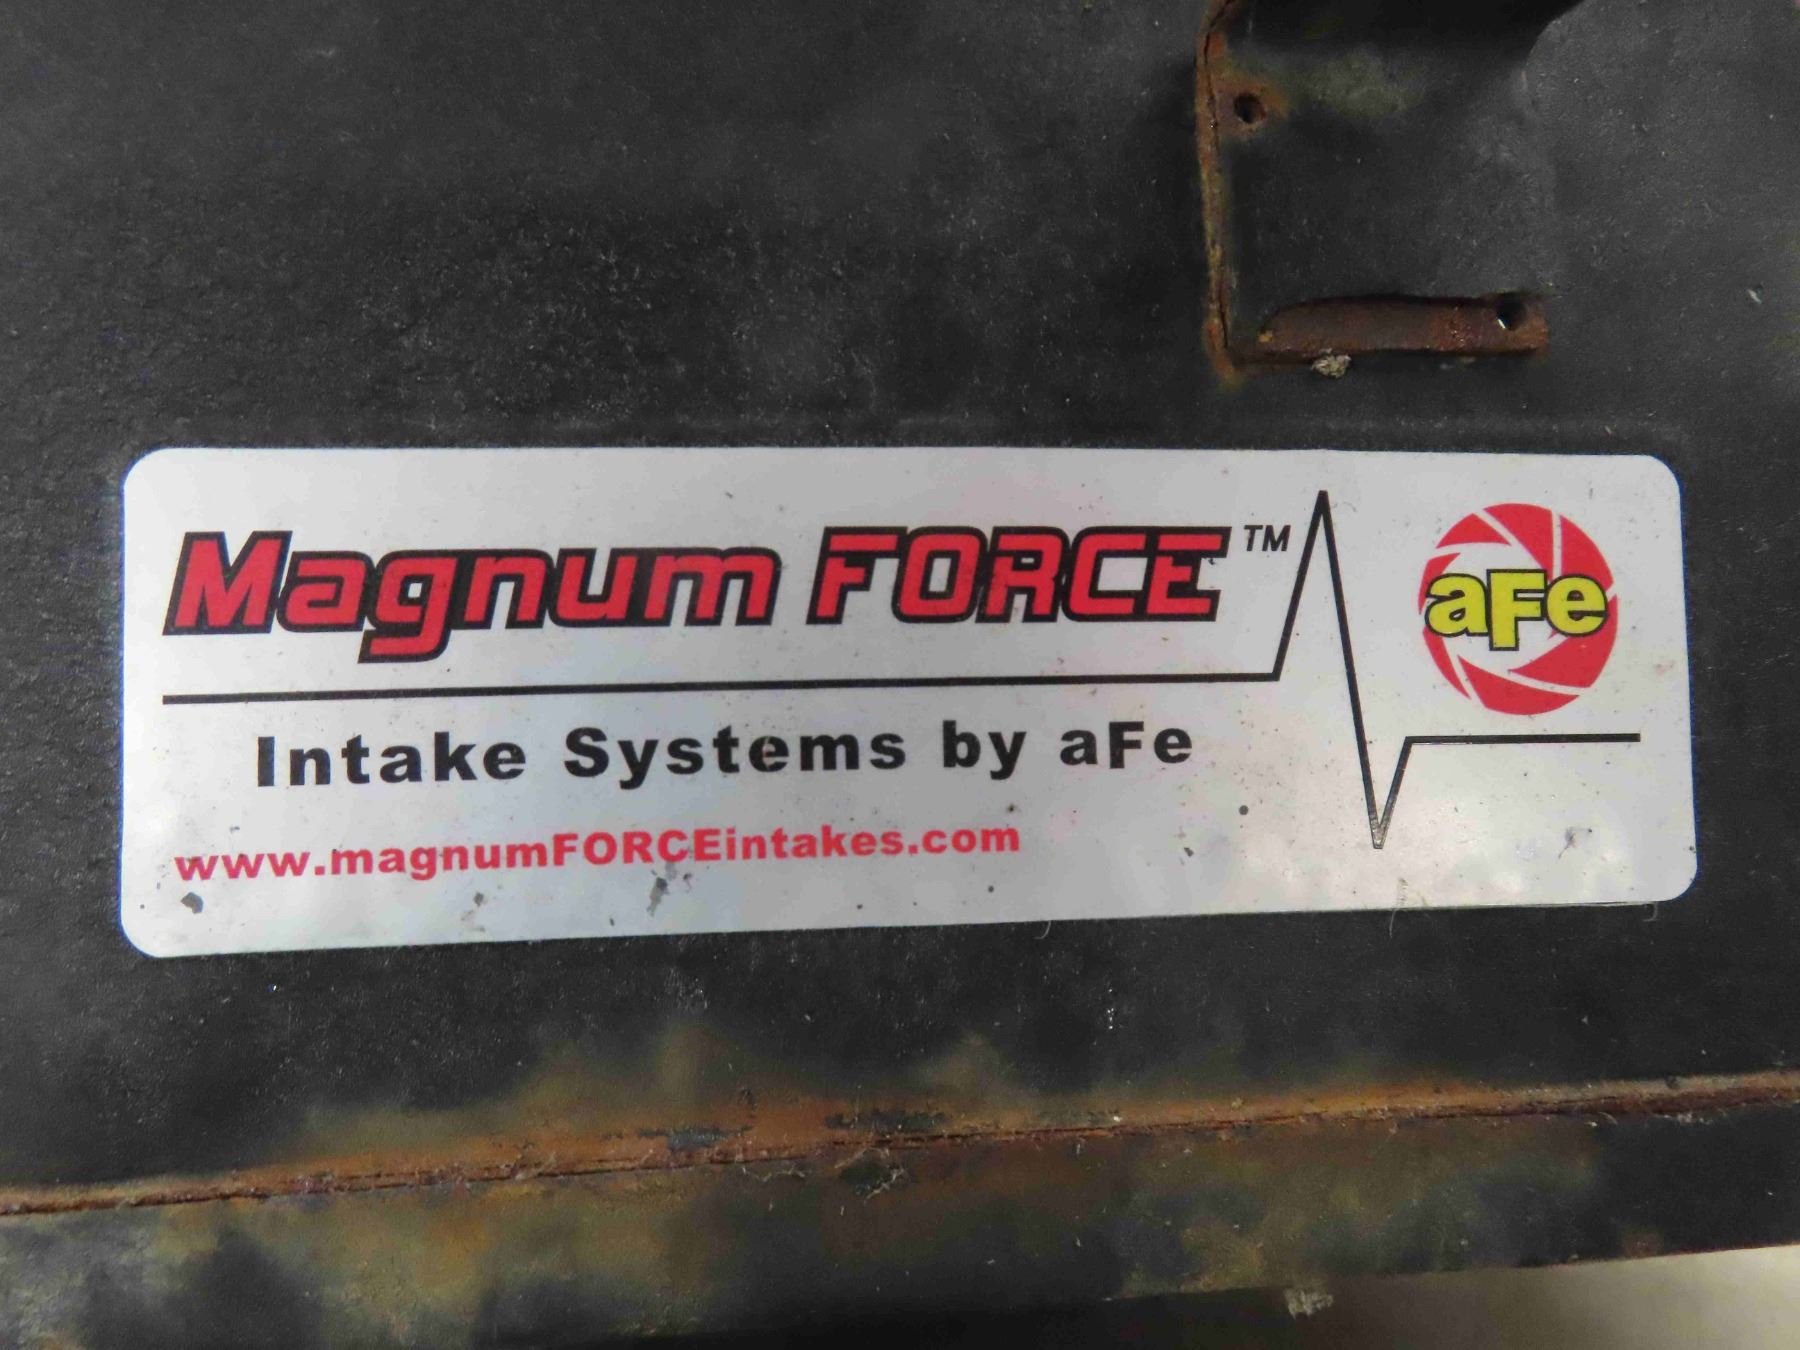 Magnum FORCE™
aFe
Intake Systems by aFe
www.magnumFORCEintakes.com